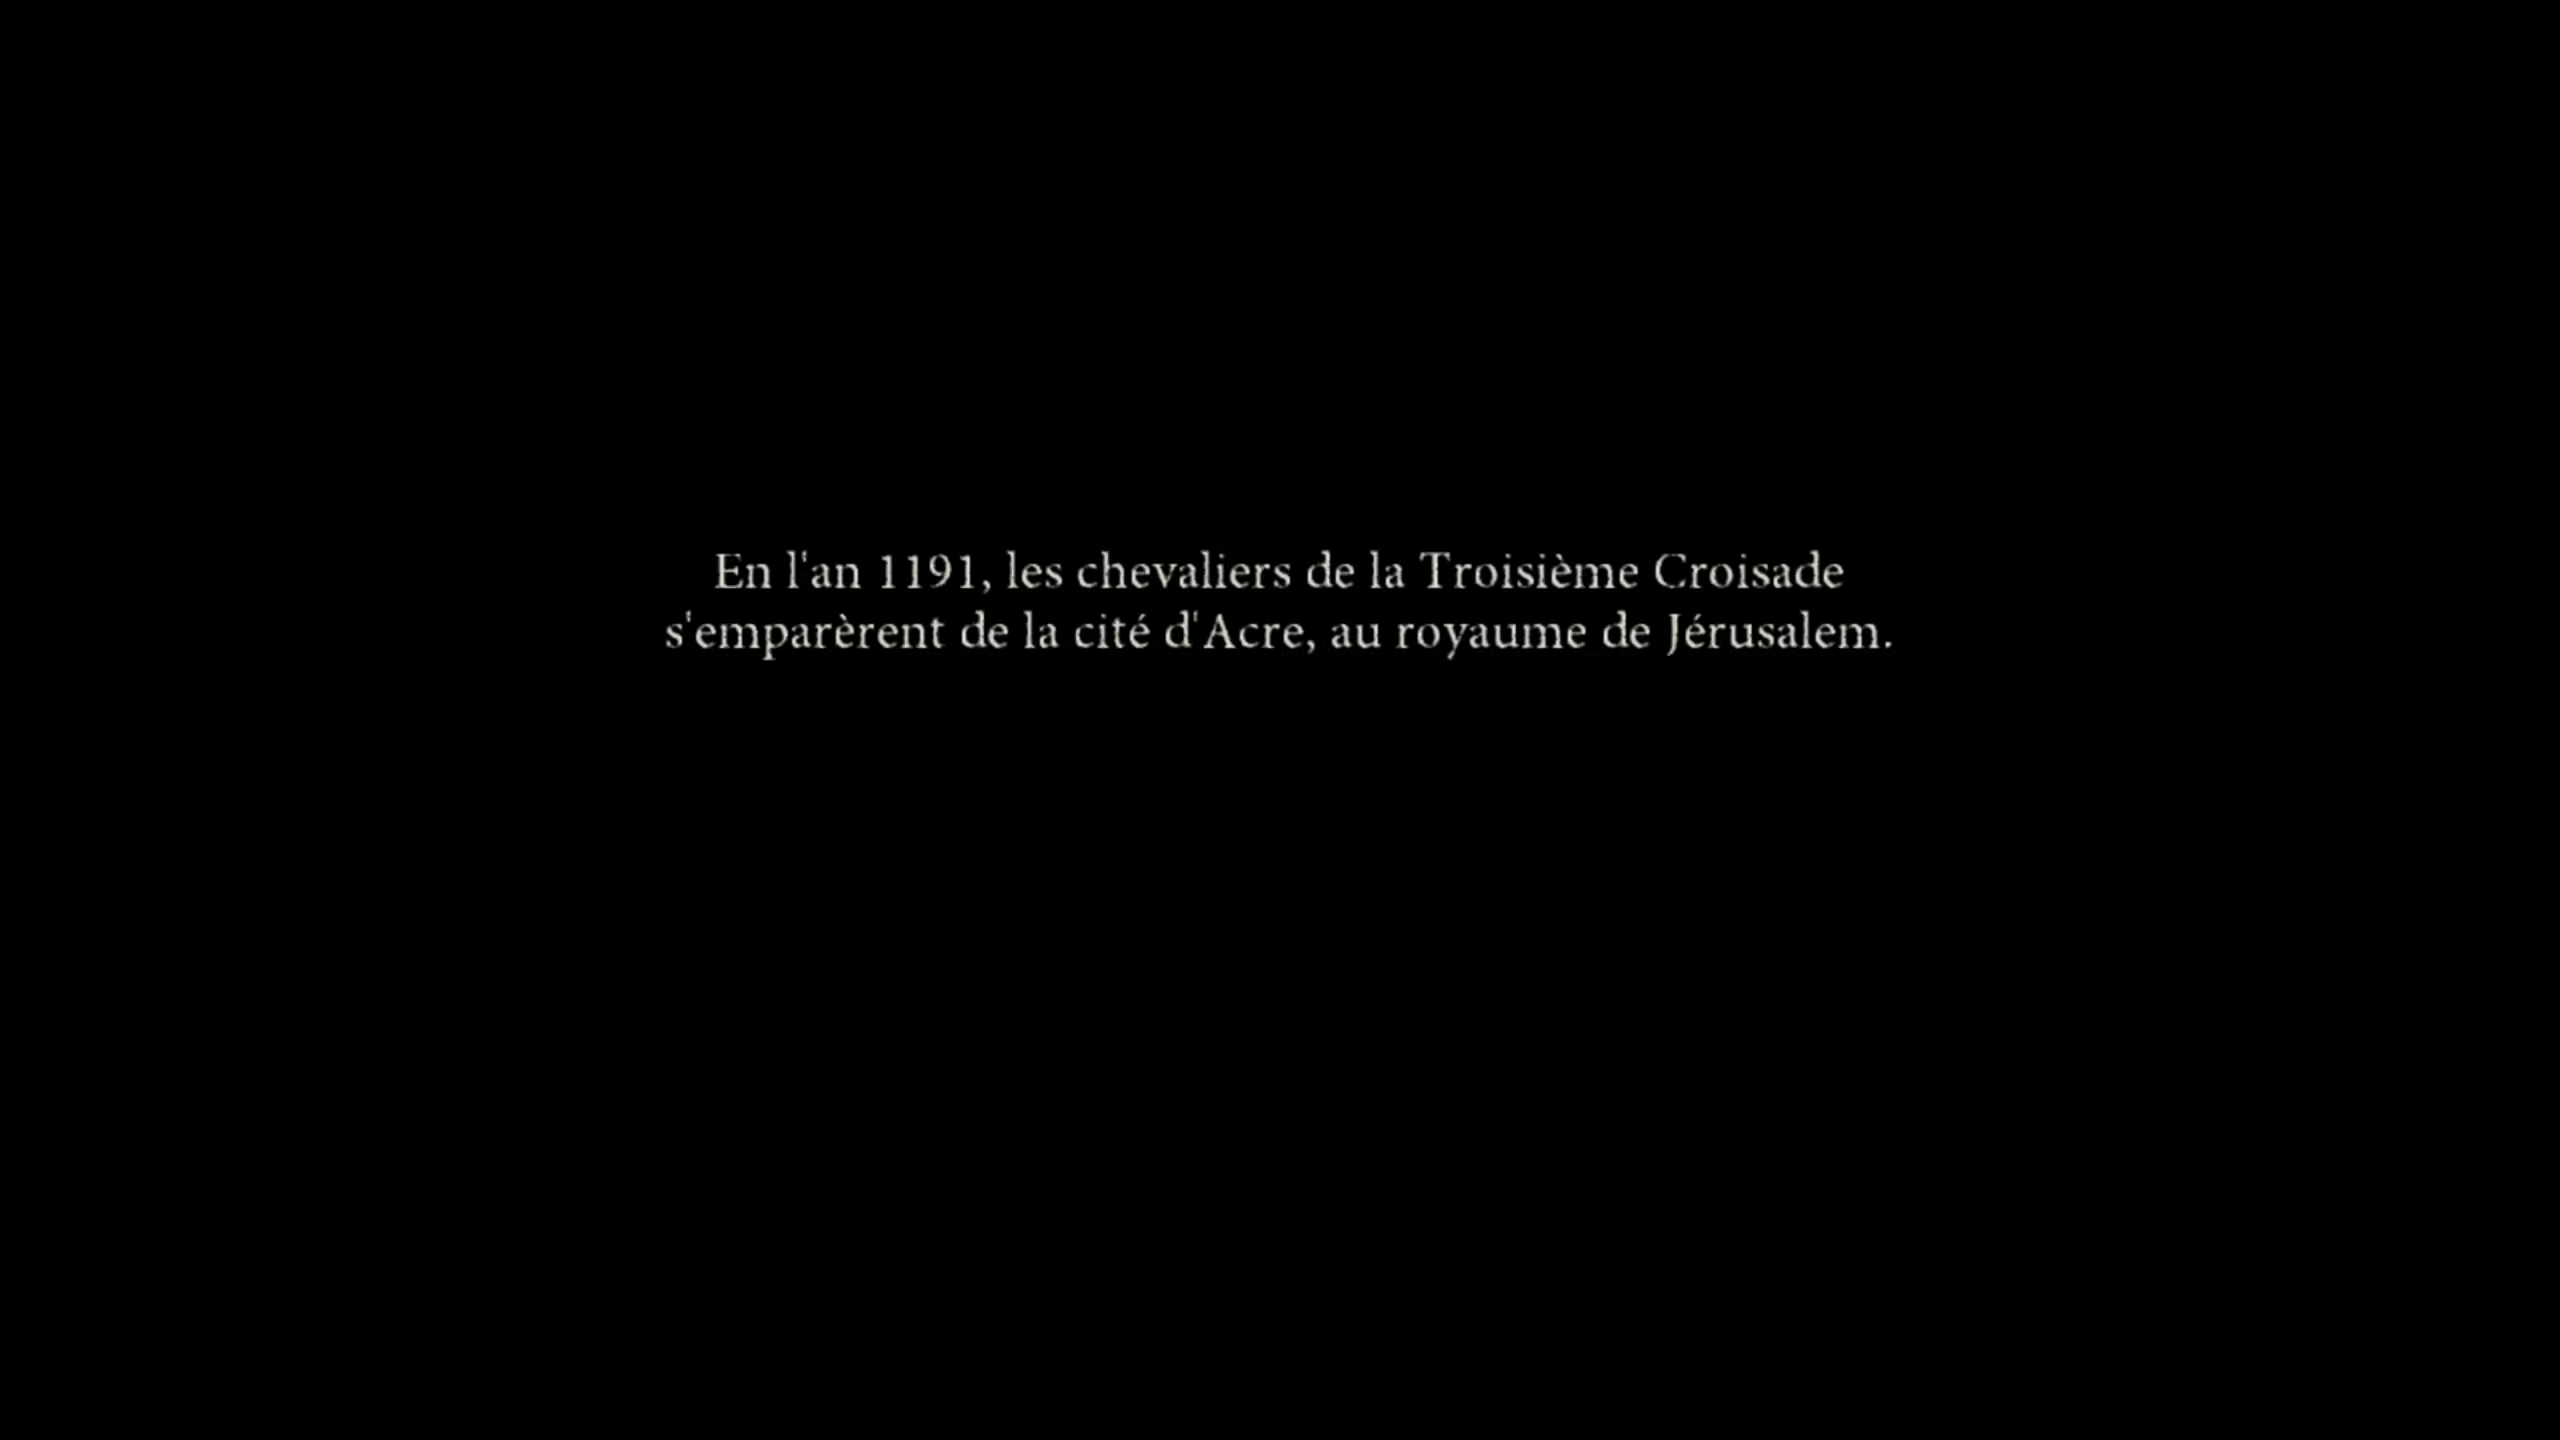 En l'an 1191, les chevaliers de la Troisième Croisade
s'emparèrent de la cité d'Acre, au royaume de Jérusalem.